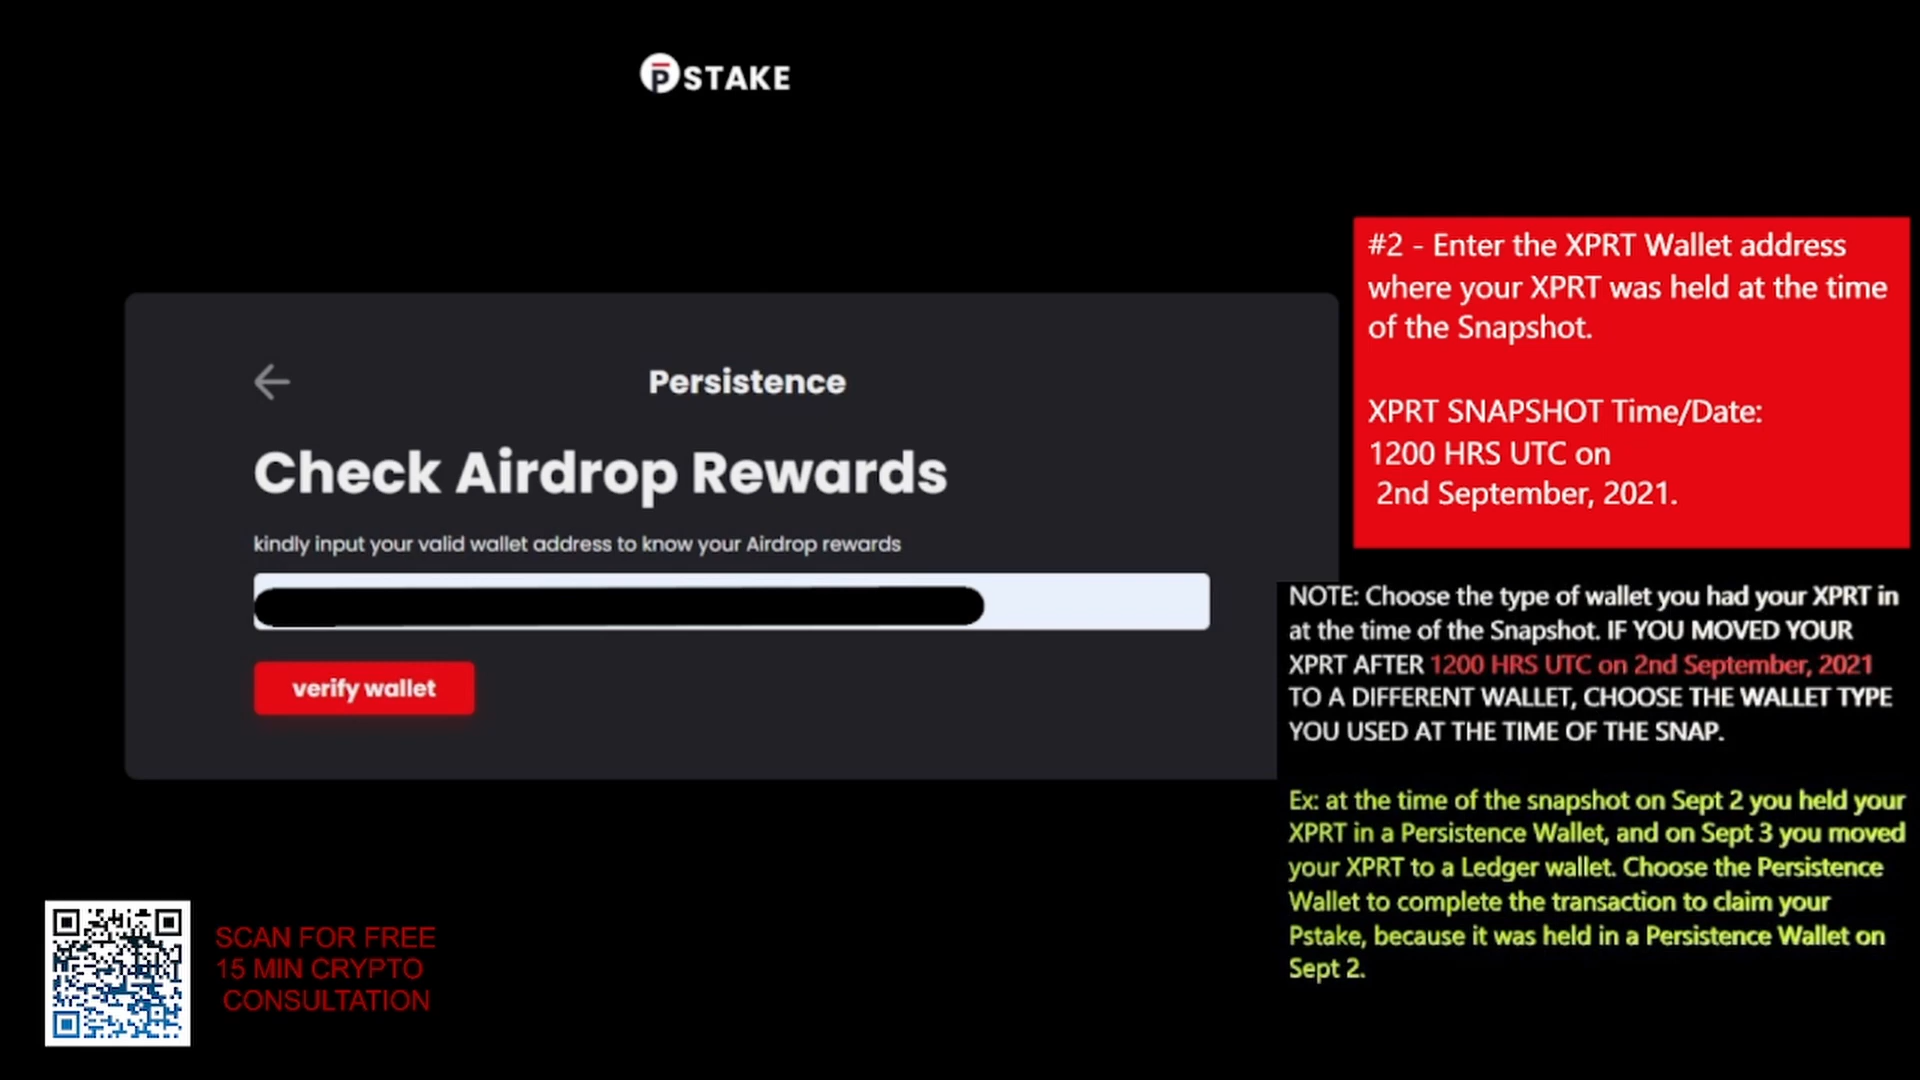 PSTAKE
Persistence
Check Airdrop Rewards
kindly input your valid wallet address to know your Airdrop rewards
verify wallet
#2 - Enter the XPRT Wallet address
where your XPRT was held at the time
of the Snapshot.
XPRT SNAPSHOT Time/Date:
1200 HRS UTC on
2nd September, 2021.
NOTE: Choose the type of wallet you had your XPRT in
at the time of the Snapshot. IF YOU MOVED YOUR
XPRT AFTER 1200 HRS UTC on 2nd September, 2021
TO A DIFFERENT WALLET, CHOOSE THE WALLET TYPE
YOU USED AT THE TIME OF THE SNAP.
Ex: at the time of the snapshot on Sept 2 you held your
XPRT in a Persistence Wallet, and on Sept 3 you moved
your XPRT to a Ledger wallet. Choose the Persistence
Wallet to complete the transaction to claim your
Pstake, because it was held in a Persistence Wallet on
Sept 2.
SCAN FOR FREE
15 MIN CRYPTO
CONSULTATION